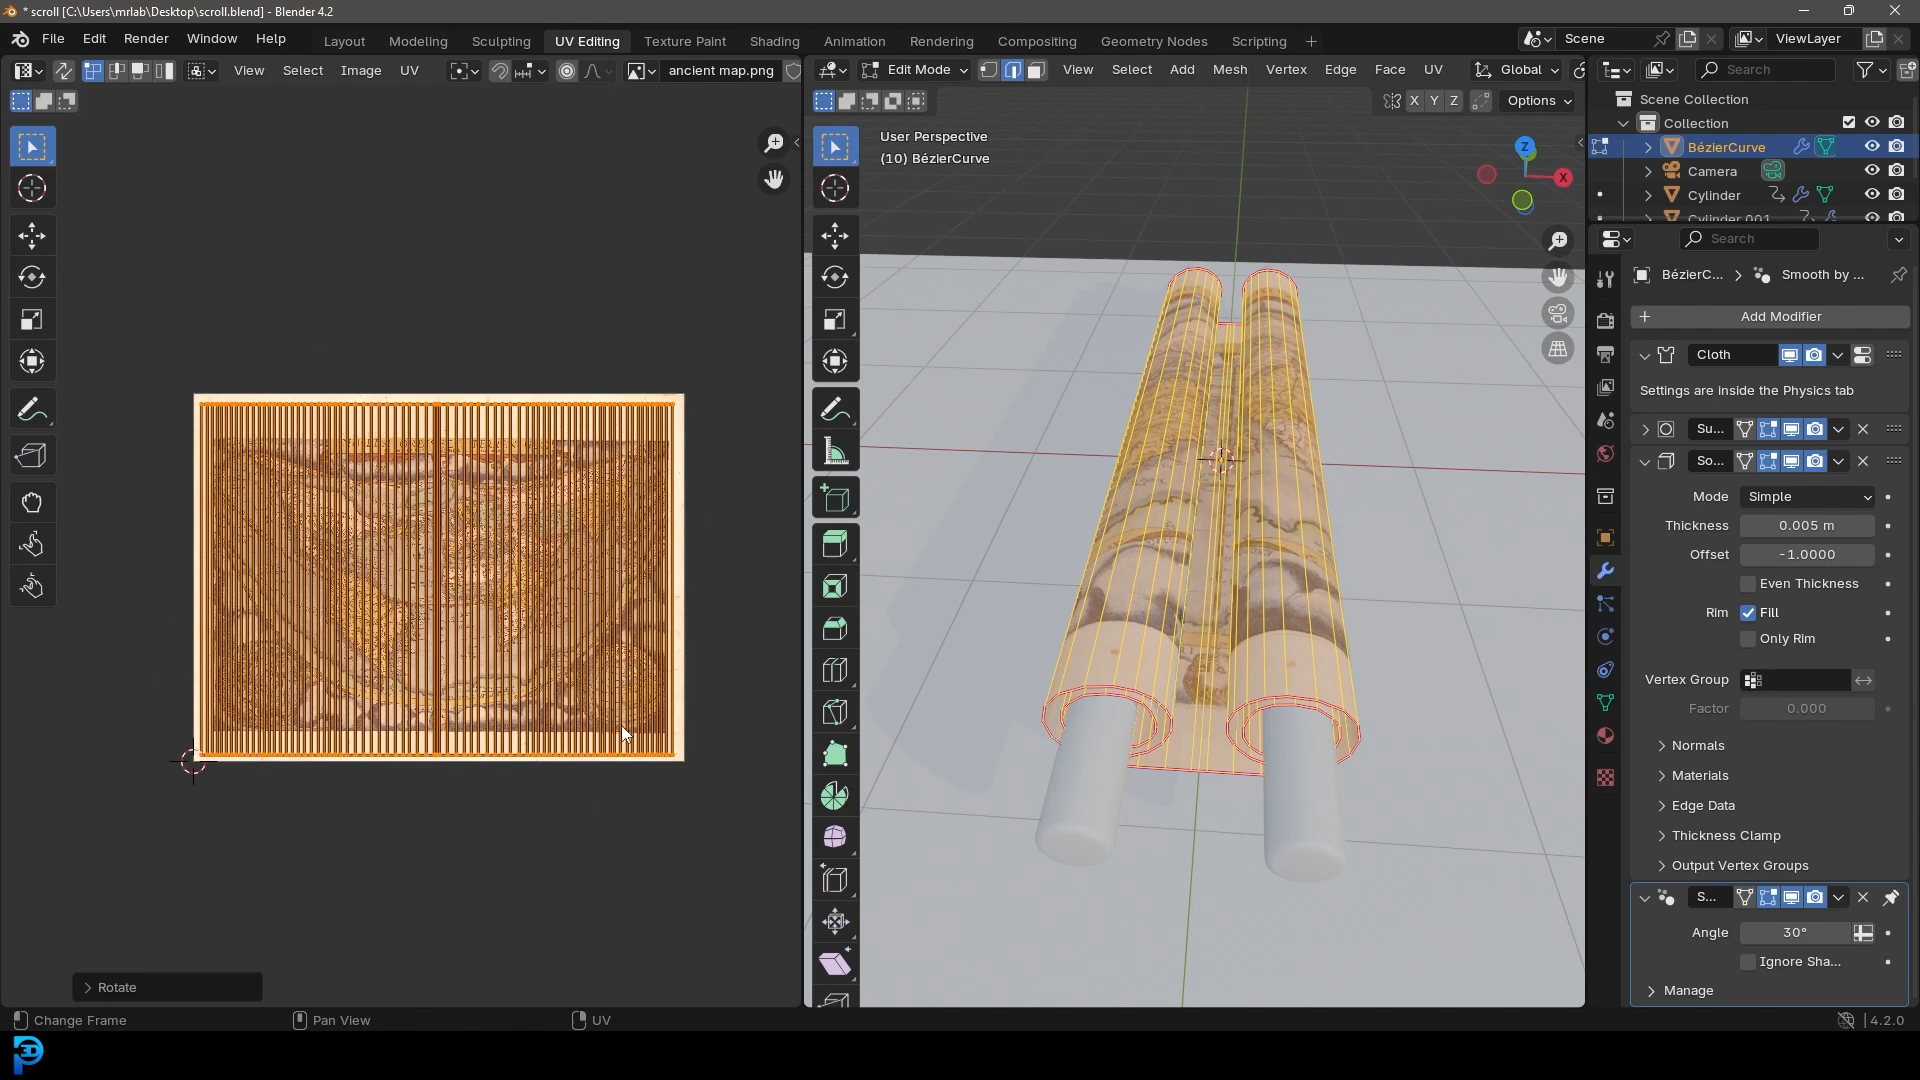 * scroll [C:\Users\mrlab\Desktop\scroll.blend] - Blender 4.2
File Edit Render Window Help
Layout Modeling Sculpting UV Editing Texture Paint Shading Animation Rendering Compositing Geometry Nodes Scripting +
Scene
ViewLayer
View Select Image UV
ancient map.png
Edit Mode
View Select Add Mesh Vertex Edge Face UV
Global
X Y Z
Options
User Perspective
(10) BézierCurve
Z
X
Rotate
Search
Scene Collection
Collection
BézierCurve
Camera
Cylinder
Cylinder.001
Search
BézierC... Smooth by ...
Add Modifier
Cloth
Settings are inside the Physics tab
Su...
So...
Mode Simple
Thickness 0.005 m
Offset -1.0000
Even Thickness
Rim Fill
Only Rim
Vertex Group
Factor 0.000
Normals
Materials
Edge Data
Thickness Clamp
Output Vertex Groups
S...
Angle 30°
Ignore Sha...
Manage
Change Frame Pan View UV 4.2.0
3D